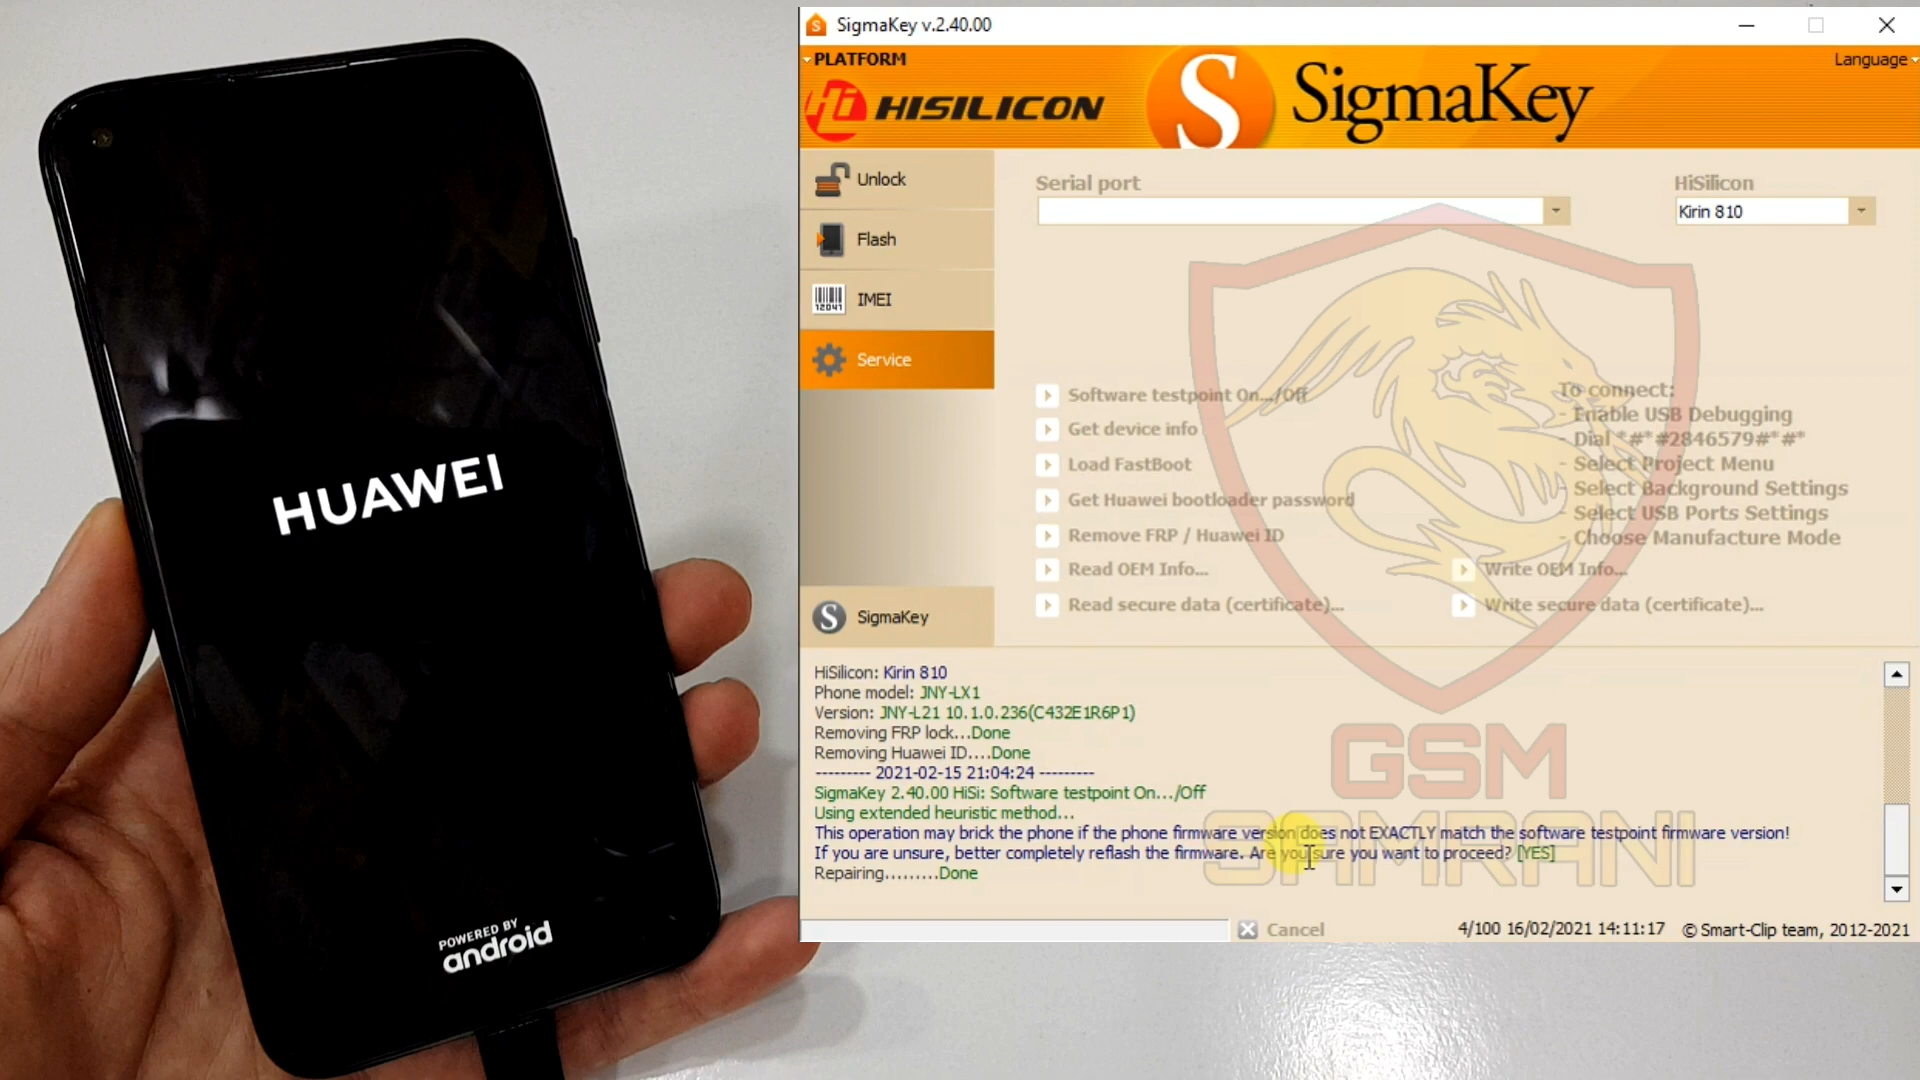 HUAWEI
POWERED BY
android
SigmaKey v.2.40.00
PLATFORM
Language
HISILICON
S SigmaKey
Unlock
Serial port
HiSilicon
Kirin 810
Flash
IMEI
Service
Software testpoint On.../Off
Get device info
Load FastBoot
Get Huawei bootloader password
Remove FRP / Huawei ID
Read OEM Info...
Write OEM Info...
Read secure data (certificate)...
Write secure data (certificate)...
To connect:
- Enable USB Debugging
- Dial *#*#2846579#*#*
- Select Project Menu
- Select Background Settings
- Select USB Ports Settings
- Choose Manufacture Mode
SigmaKey
HiSilicon: Kirin 810
Phone model: JNY-LX1
Version: JNY-L21 10.1.0.236(C432E1R6P1)
Removing FRP lock...Done
Removing Huawei ID....Done
--------- 2021-02-15 21:04:24 ---------
SigmaKey 2.40.00 HiSi: Software testpoint On.../Off
Using extended heuristic method...
This operation may brick the phone if the phone firmware version does not EXACTLY match the software testpoint firmware version!
If you are unsure, better completely reflash the firmware. Are you sure you want to proceed? [YES]
Repairing.........Done
GSM
SAMRANI
Cancel
4/100 16/02/2021 14:11:17
© Smart-Clip team, 2012-2021